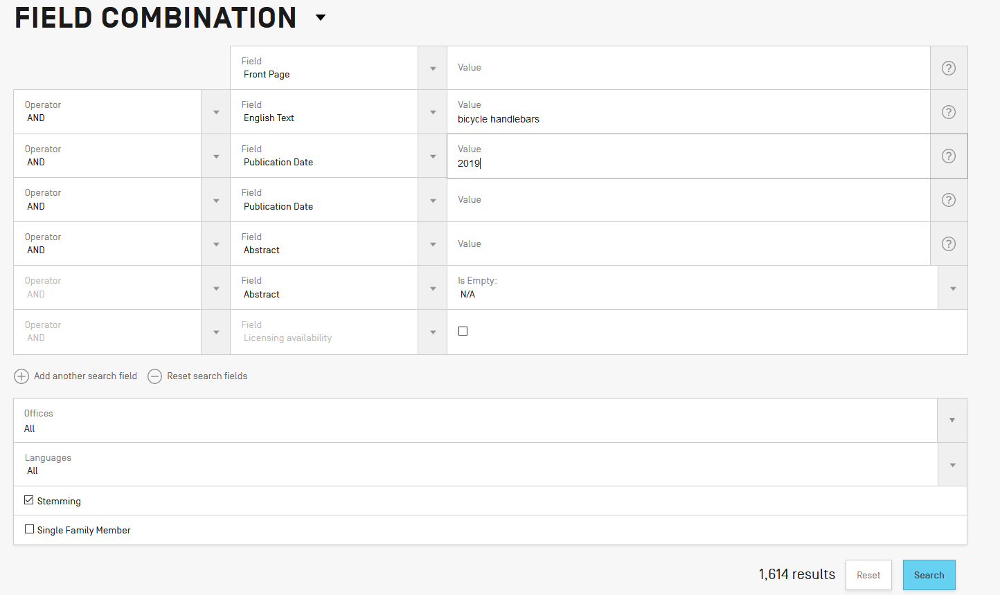 FIELD COMBINATION
Field
Front Page
Value
?
Operator
AND
Field
English Text
Value
bicycle handlebars
?
Operator
AND
Field
Publication Date
Value
2019
?
Operator
AND
Field
Publication Date
Value
?
Operator
AND
Field
Abstract
Value
?
Operator
AND
Field
Abstract
Is Empty:
N/A
Operator
AND
Field
Licensing availability
Add another search field
Reset search fields
Offices
All
Languages
All
Stemming
Single Family Member
1,614 results
Reset
Search